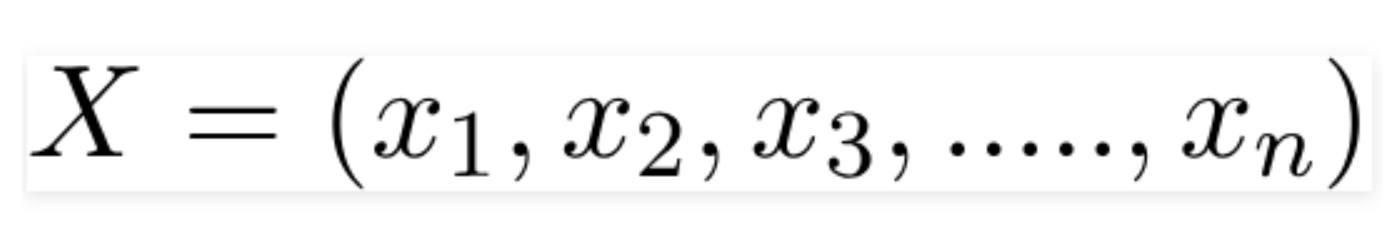 X = (x₁, x₂, x₃, ....., xₙ)